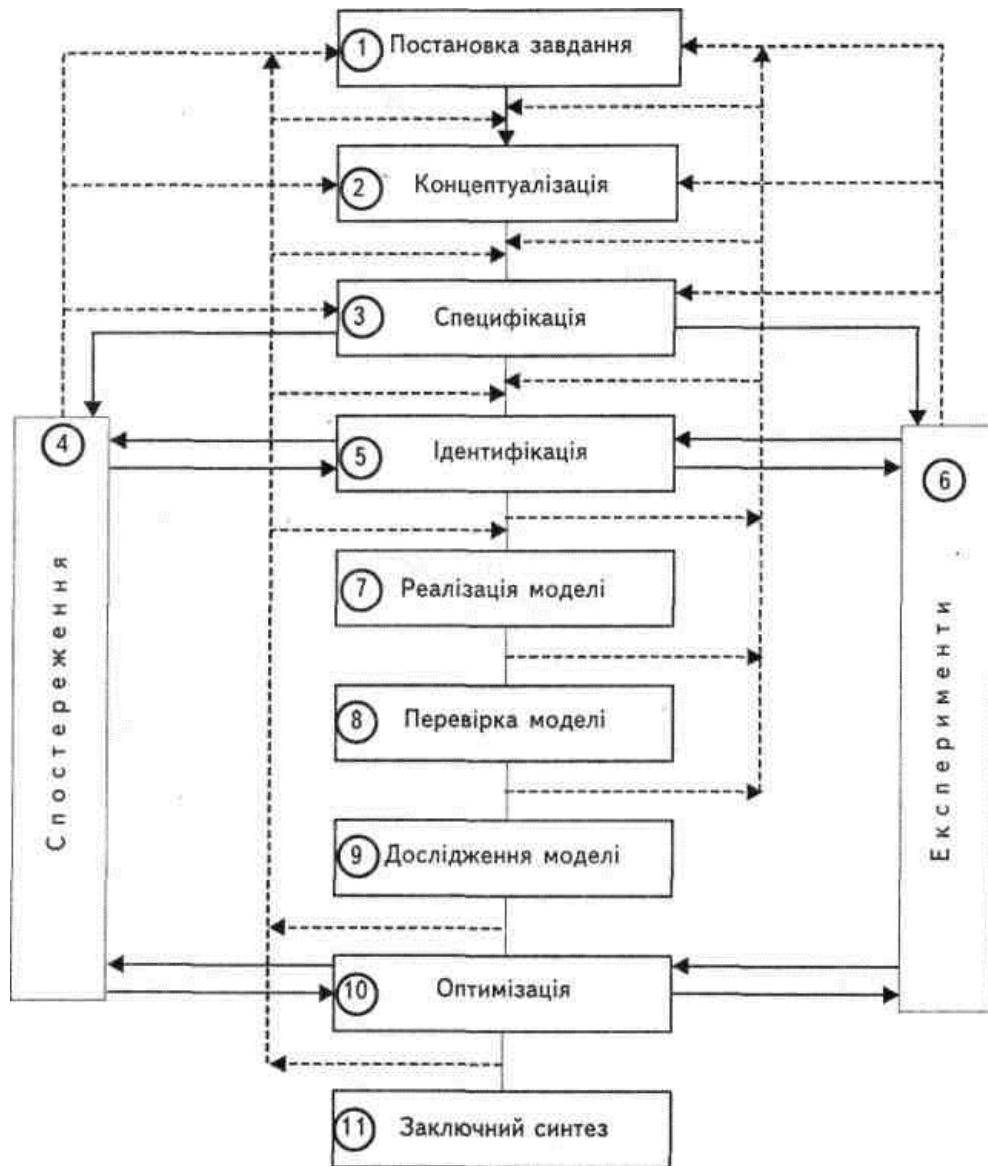 1 Постановка завдання
2 Концептуалізація
3 Специфікація
4 Спостереження
5 Ідентифікація
6 Експерименти
7 Реалізація моделі
8 Перевірка моделі
9 Дослідження моделі
10 Оптимізація
11 Заключний синтез